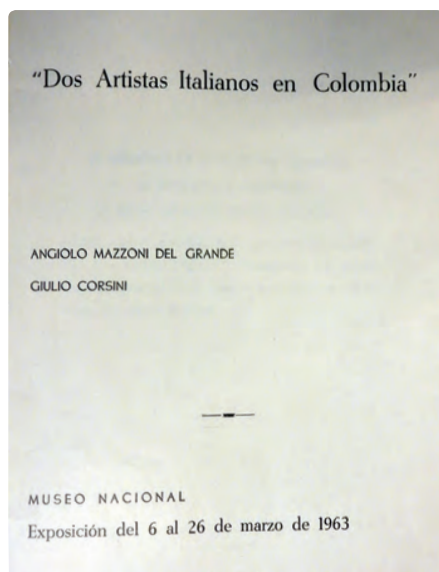 "Dos Artistas Italianos en Colombia"
ANGIOLO MAZZONI DEL GRANDE
GIULIO CORSINI
MUSEO NACIONAL
Exposición del 6 al 26 de marzo de 1963